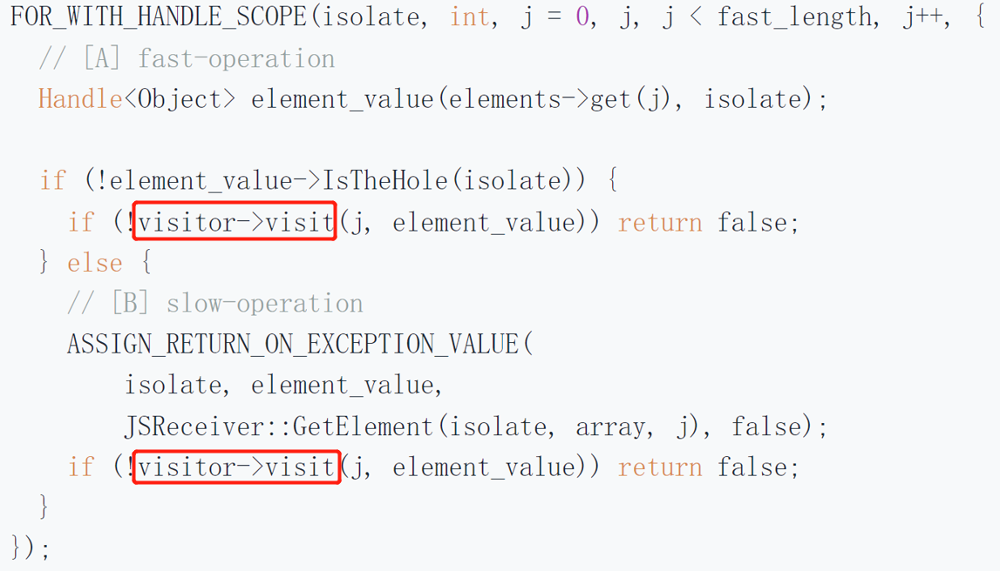 FOR_WITH_HANDLE_SCOPE(isolate, int, j = 0, j, j < fast_length, j++, {
  // [A] fast-operation
  Handle<Object> element_value(elements->get(j), isolate);

  if (!element_value->IsTheHole(isolate)) {
    if (!visitor->visit(j, element_value)) return false;
  } else {
    // [B] slow-operation
    ASSIGN_RETURN_ON_EXCEPTION_VALUE(
        isolate, element_value,
        JSReceiver::GetElement(isolate, array, j), false);
    if (!visitor->visit(j, element_value)) return false;
  }
});